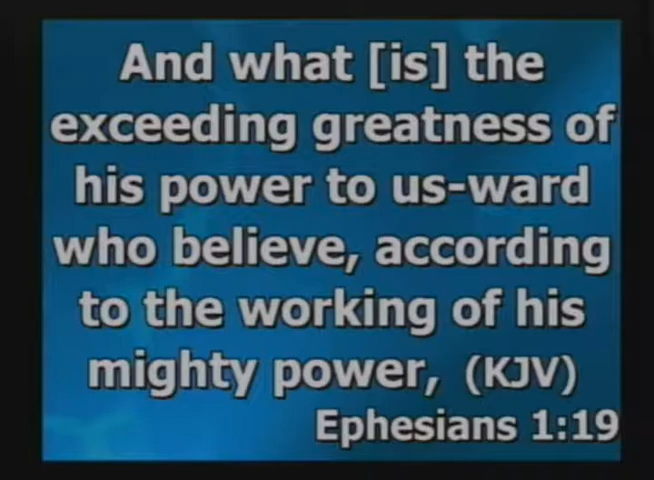 And what [is] the
exceeding greatness of
his power to us-ward
who believe, according
to the working of his
mighty power, (KJV)
Ephesians 1:19